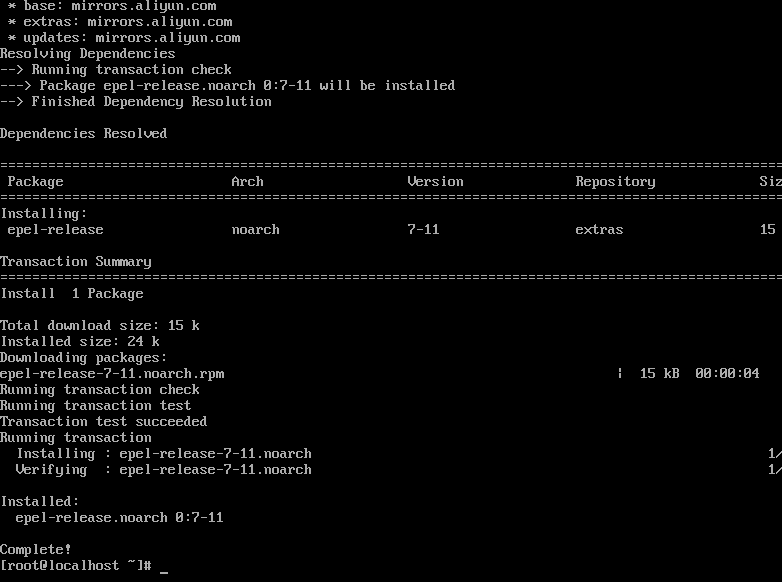 * base: mirrors.aliyun.com
* extras: mirrors.aliyun.com
* updates: mirrors.aliyun.com
Resolving Dependencies
--> Running transaction check
---> Package epel-release.noarch 0:7-11 will be installed
--> Finished Dependency Resolution
Dependencies Resolved
================================================================================
Package Arch Version Repository Siz
================================================================================
Installing:
epel-release noarch 7-11 extras 15
Transaction Summary
================================================================================
Install 1 Package
Total download size: 15 k
Installed size: 24 k
Downloading packages:
epel-release-7-11.noarch.rpm | 15 kB 00:00:04
Running transaction check
Running transaction test
Transaction test succeeded
Running transaction
Installing : epel-release-7-11.noarch 1/
Verifying : epel-release-7-11.noarch 1/
Installed:
epel-release.noarch 0:7-11
Complete!
[root@localhost ~]# _